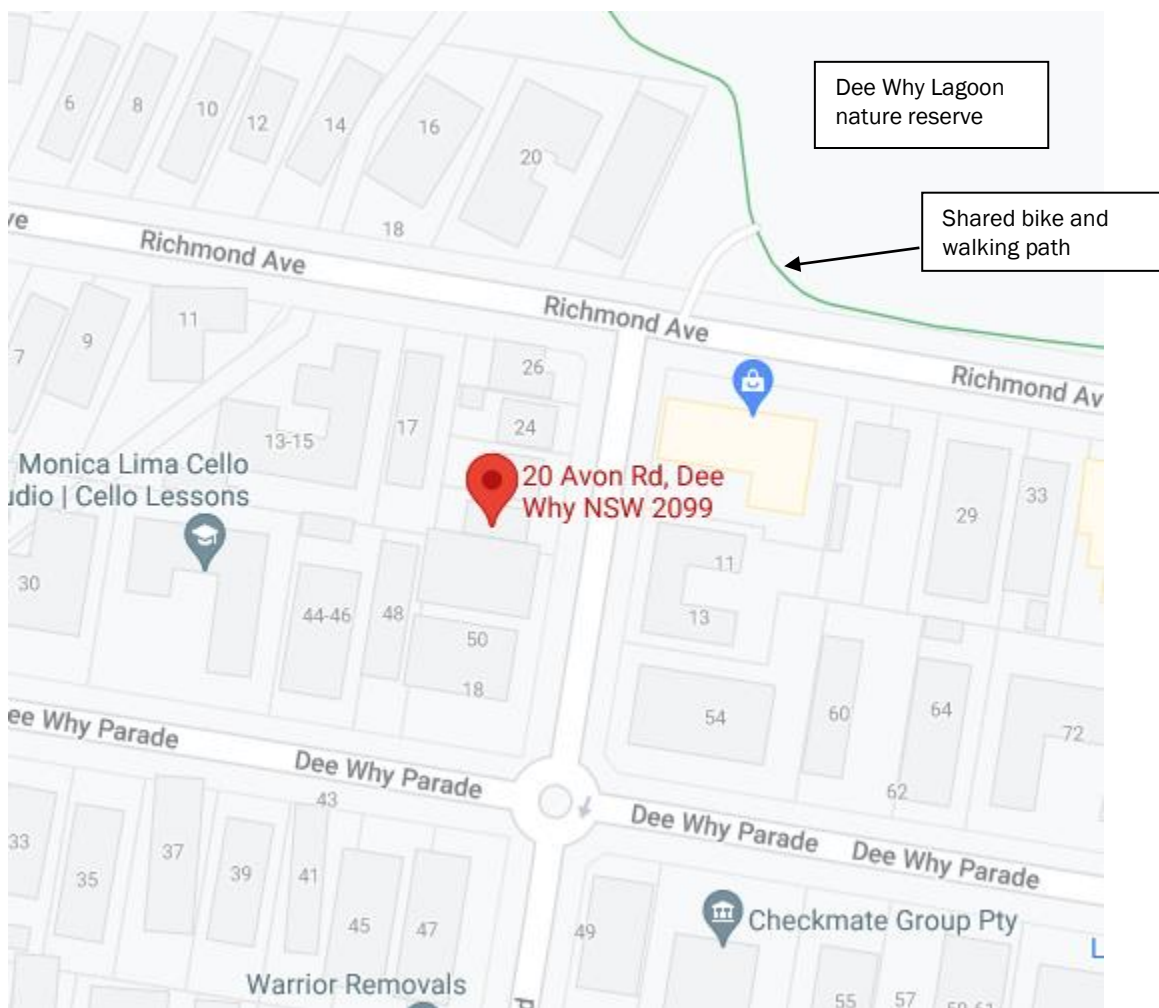 Dee Why Lagoon
nature reserve
Shared bike and
walking path
6
8
10
12
14
16
20
18
Richmond Ave
Richmond Ave
Richmond Av
7
9
11
13-15
17
26
24
Monica Lima Cello
udio | Cello Lessons
20 Avon Rd, Dee
Why NSW 2099
29
33
11
13
30
44-46
48
50
18
54
60
64
72
62
ee Why Parade
Dee Why Parade
Dee Why Parade
Dee Why Parade
43
33
35
37
39
41
45
47
49
Checkmate Group Pty
L
Warrior Removals
55
57